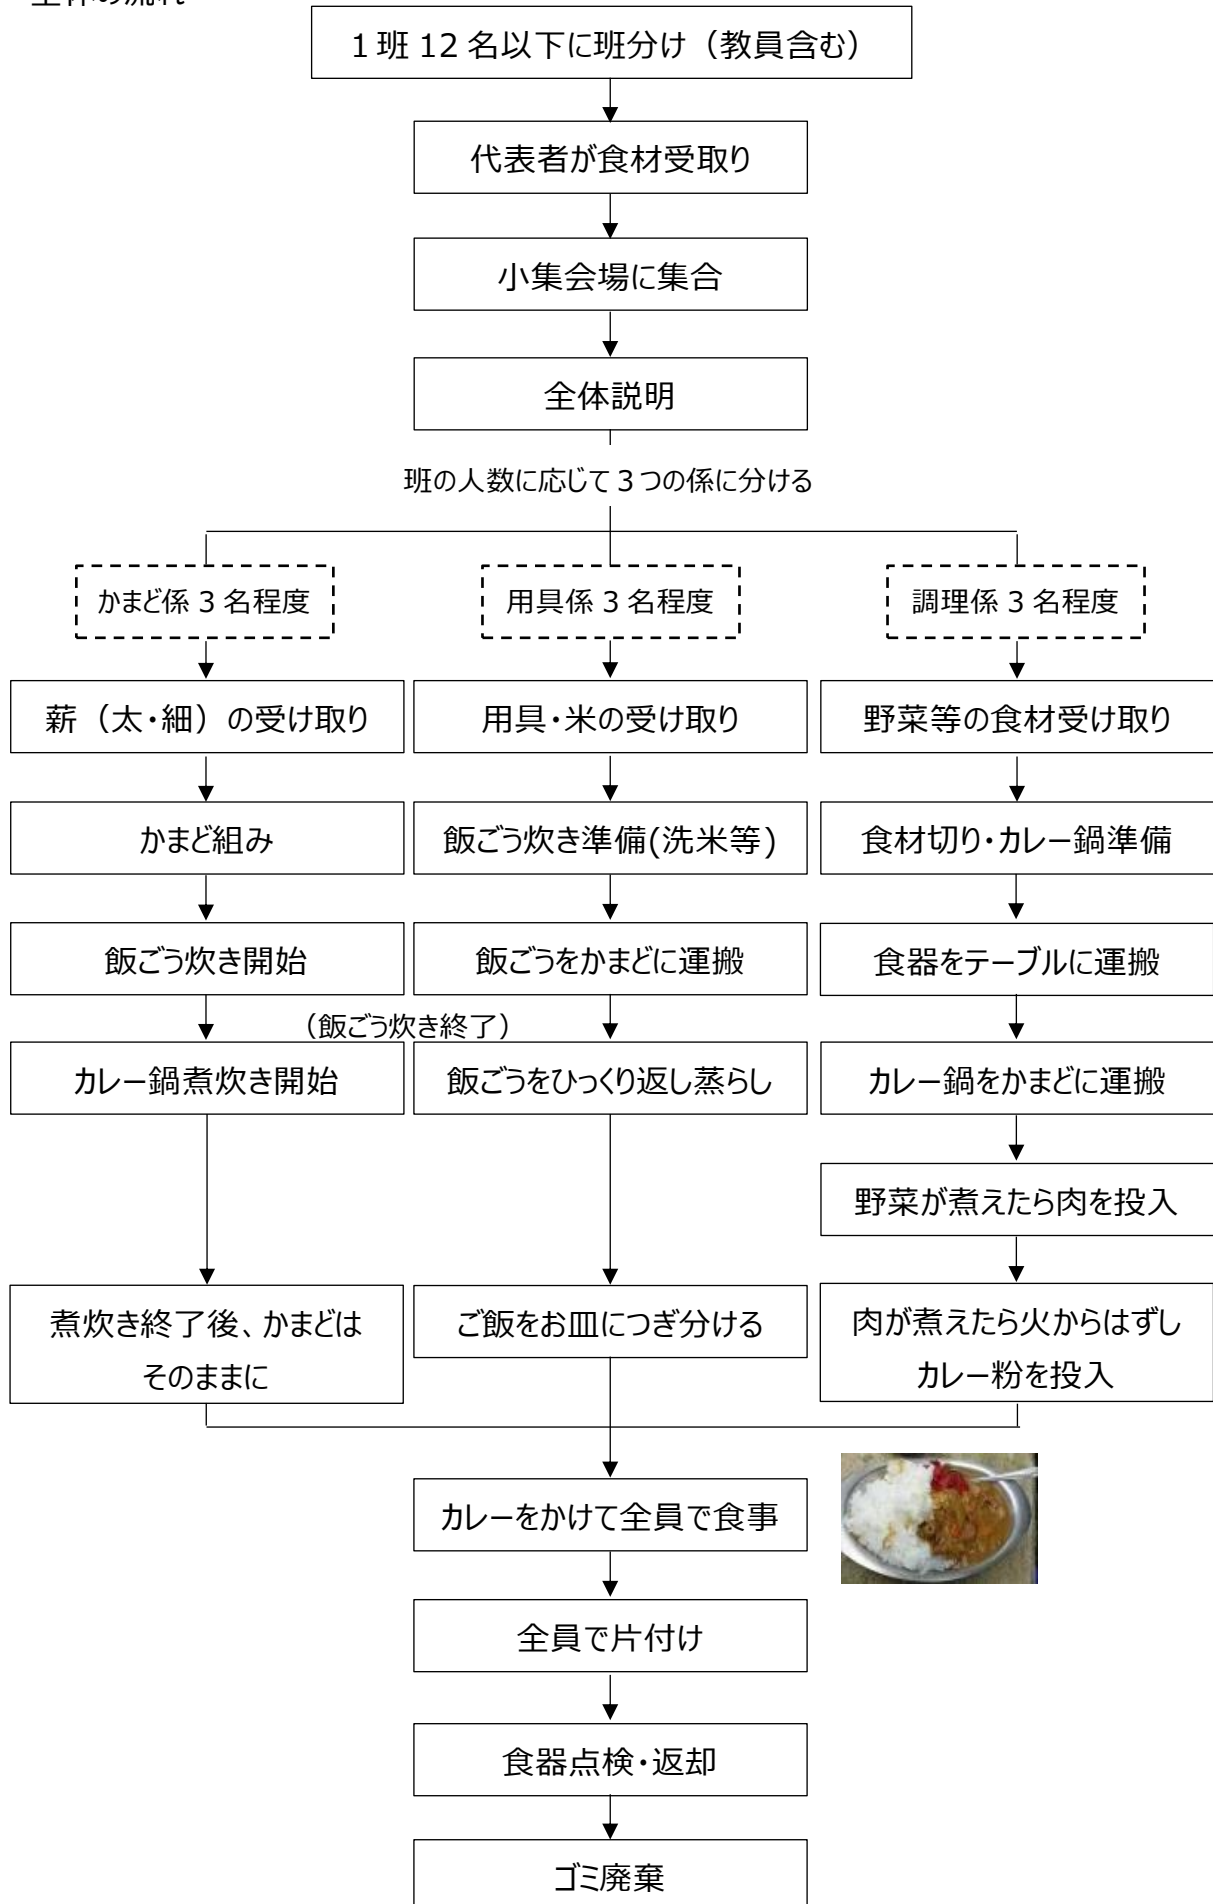 1班12名以下に班分け（教員含む）
代表者が食材受取り
小集会場に集合
全体説明
班の人数に応じて3つの係に分ける
かまど係3名程度
用具係3名程度
調理係3名程度
薪（太・細）の受け取り
用具・米の受け取り
野菜等の食材受け取り
かまど組み
飯ごう炊き準備(洗米等)
食材切り・カレー鍋準備
飯ごう炊き開始
飯ごうをかまどに運搬
食器をテーブルに運搬
（飯ごう炊き終了）
カレー鍋煮炊き開始
飯ごうをひっくり返し蒸らし
カレー鍋をかまどに運搬
野菜が煮えたら肉を投入
煮炊き終了後、かまどは
そのままに
ご飯をお皿につぎ分ける
肉が煮えたら火からはずし
カレー粉を投入
カレーをかけて全員で食事
全員で片付け
食器点検・返却
ゴミ廃棄